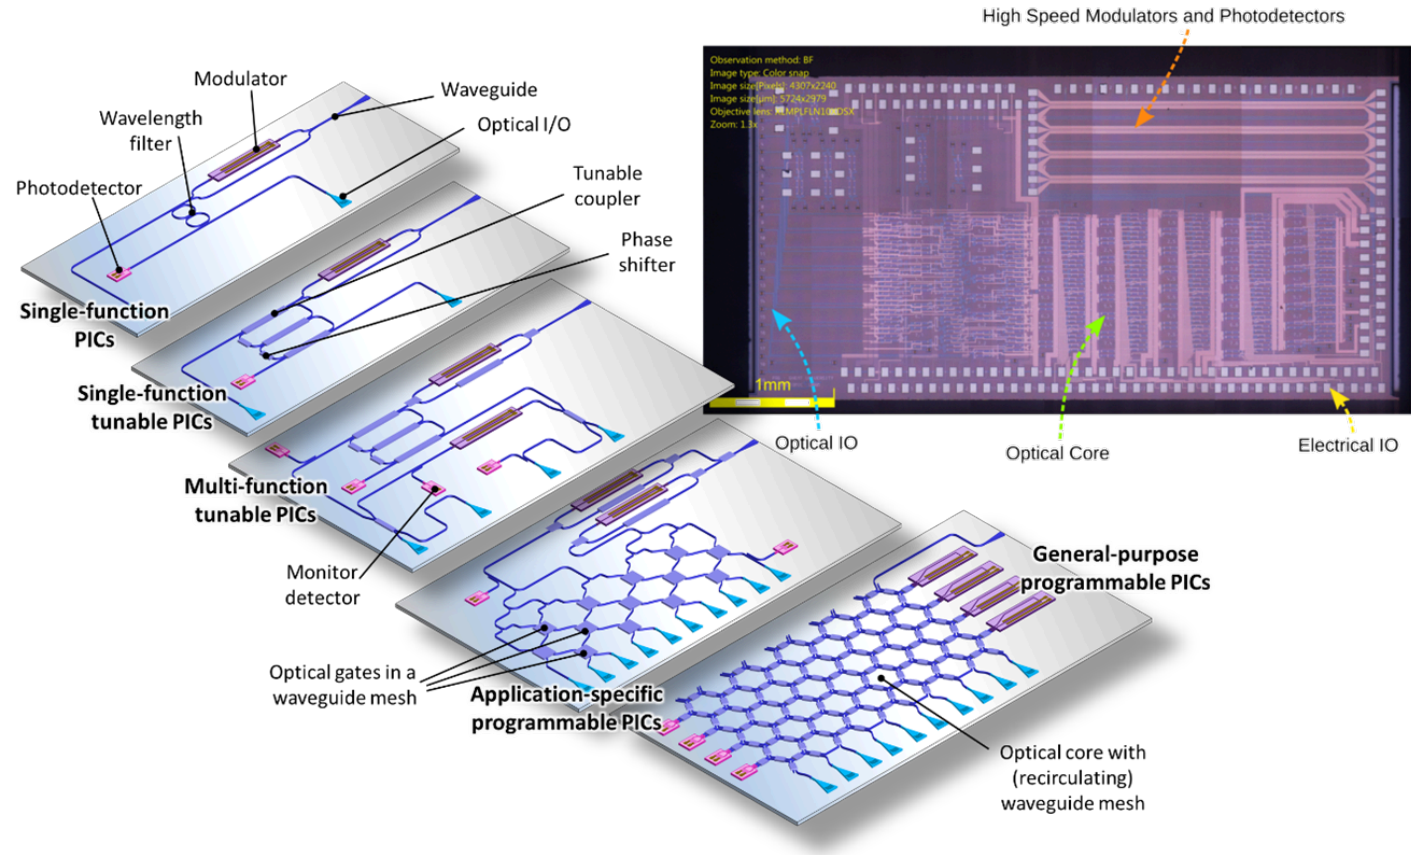 High Speed Modulators and Photodetectors
Observation method: BF
Image type: Color snap
Image size[Pixels]: 4307x2240
Image size[µm]: 5724x2979
Objective lens:
Zoom: 1.3x
1mm
Optical IO
Optical Core
Electrical IO
Modulator
Waveguide
Wavelength
filter
Optical I/O
Photodetector
Tunable
coupler
Phase
shifter
Single-function
PICs
Single-function
tunable PICs
Multi-function
tunable PICs
Monitor
detector
General-purpose
programmable PICs
Optical gates in a
waveguide mesh
Application-specific
programmable PICs
Optical core with
(recirculating)
waveguide mesh